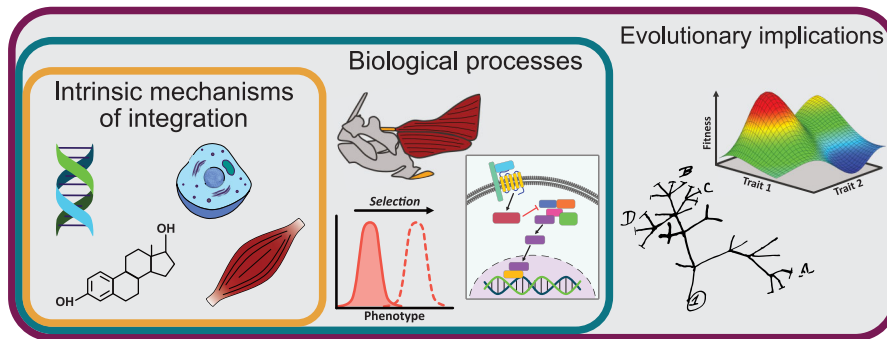 Evolutionary implications
Biological processes
Intrinsic mechanisms
of integration
Fitness
Trait 1
Trait 2
Selection
Phenotype
OH
OH
B
C
D
A
1